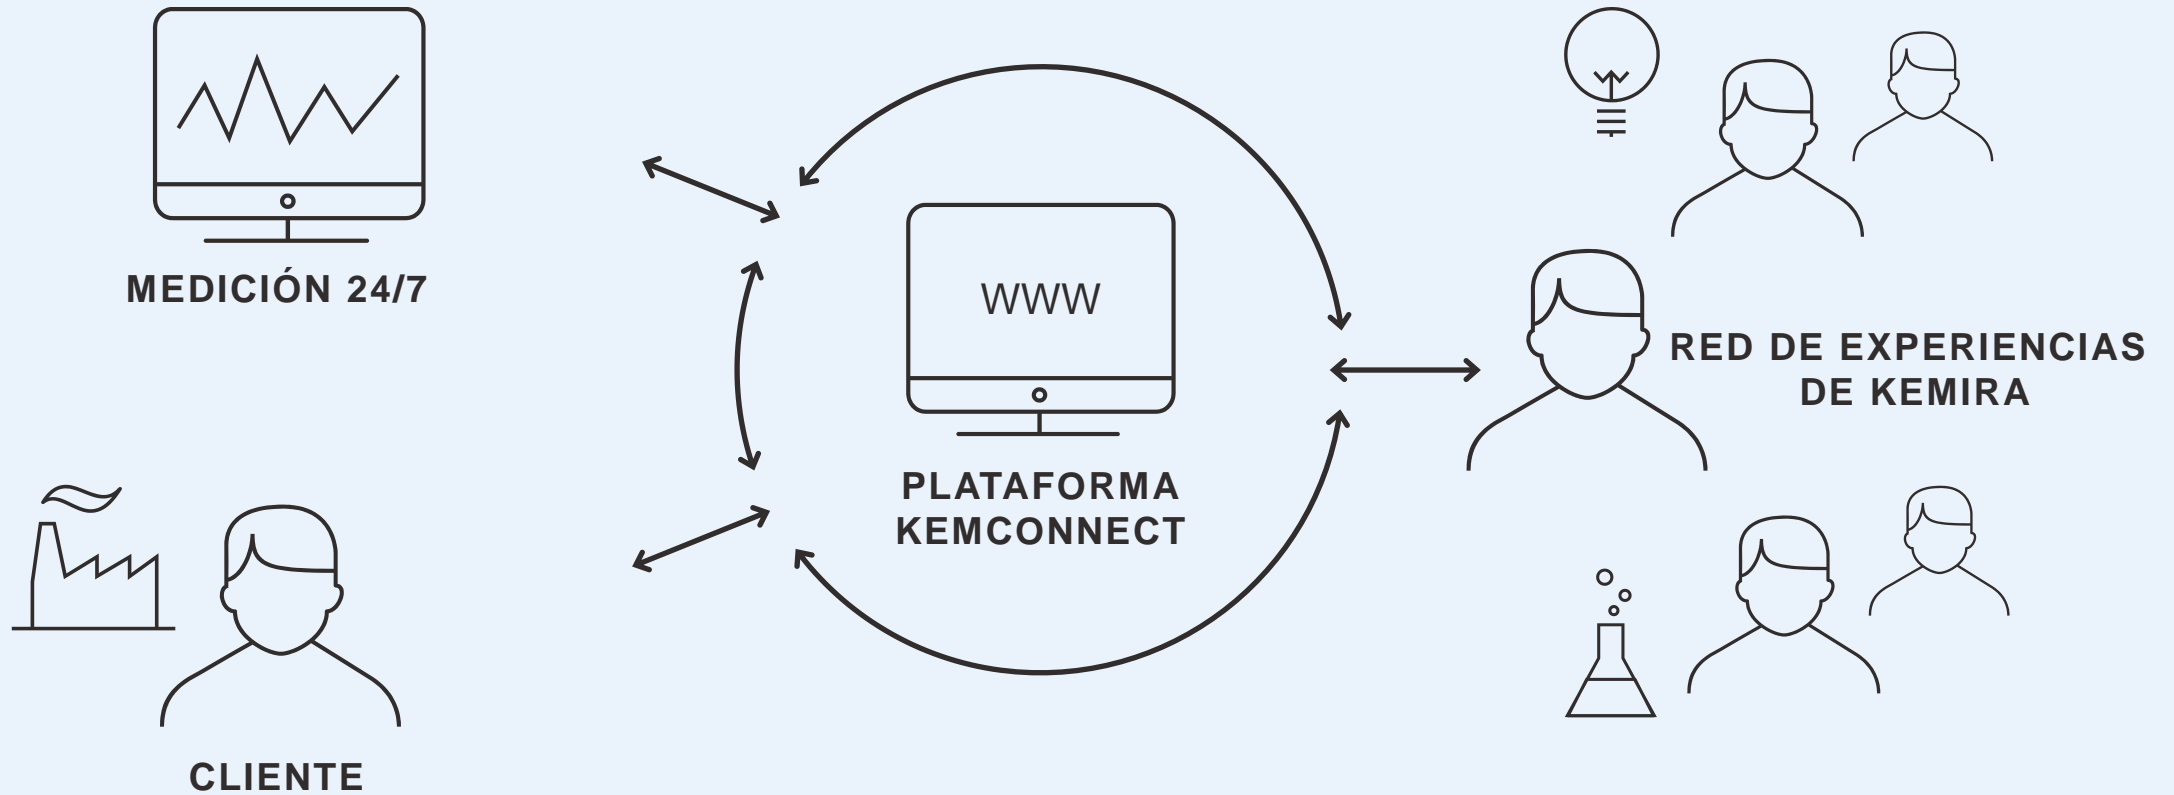 MEDICIÓN 24/7
WWW
PLATAFORMA
KEMCONNECT
RED DE EXPERIENCIAS
DE KEMIRA
CLIENTE